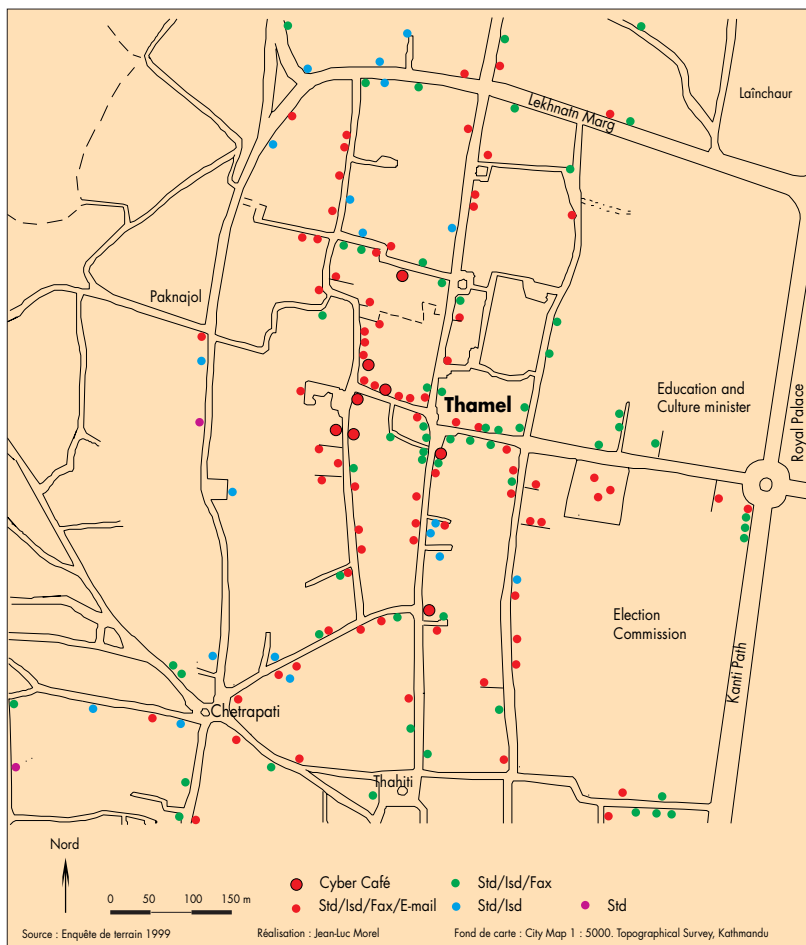 Laînchaur
Lekhnath Marg
Paknajol
Thamel
Education and
Culture minister
Royal Palace
Election
Commission
Kanti Path
Chetrapati
Thahiti
Nord
0 50 100 150 m
Cyber Café
Std/Isd/Fax/E-mail
Std/Isd/Fax
Std/Isd
Std
Source : Enquête de terrain 1999
Réalisation : Jean-Luc Morel
Fond de carte : City Map 1 : 5000. Topographical Survey, Kathmandu